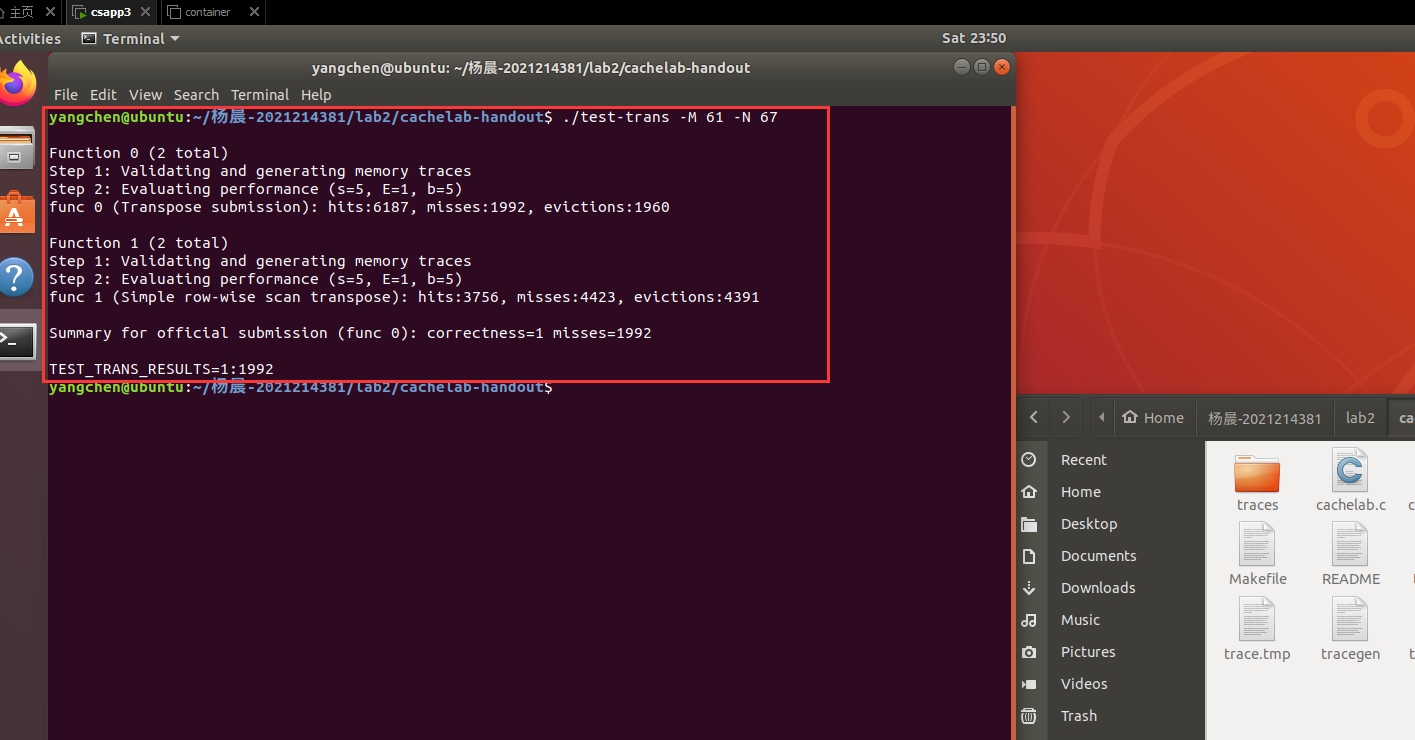 主页
csapp3
container
Activities
Terminal
Sat 23:50
yangchen@ubuntu: ~/杨晨-2021214381/lab2/cachelab-handout
File Edit View Search Terminal Help
yangchen@ubuntu:~/杨晨-2021214381/lab2/cachelab-handout$ ./test-trans -M 61 -N 67
Function 0 (2 total)
Step 1: Validating and generating memory traces
Step 2: Evaluating performance (s=5, E=1, b=5)
func 0 (Transpose submission): hits:6187, misses:1992, evictions:1960
Function 1 (2 total)
Step 1: Validating and generating memory traces
Step 2: Evaluating performance (s=5, E=1, b=5)
func 1 (Simple row-wise scan transpose): hits:3756, misses:4423, evictions:4391
Summary for official submission (func 0): correctness=1 misses=1992
TEST_TRANS_RESULTS=1:1992
yangchen@ubuntu:~/杨晨-2021214381/lab2/cachelab-handout$
Home
杨晨-2021214381
lab2
ca
Recent
Home
Desktop
Documents
Downloads
Music
Pictures
Videos
Trash
traces
cachelab.c
Makefile
README
trace.tmp
tracegen